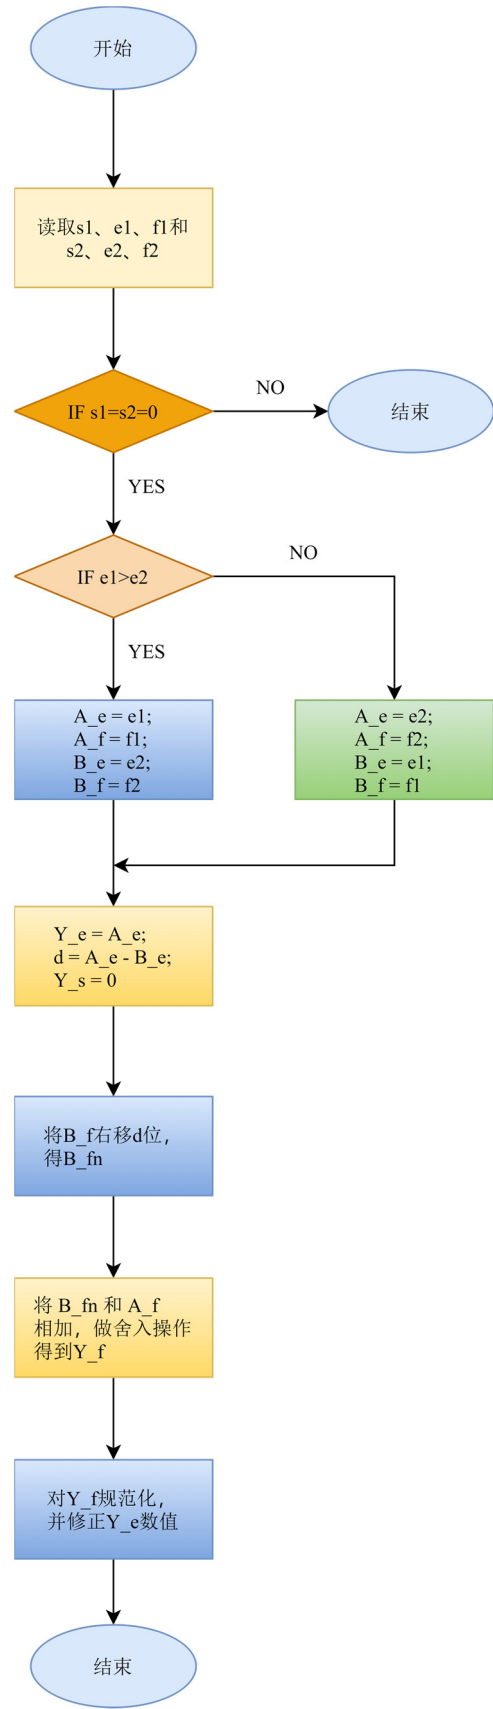 开始
读取s1、e1、f1和
s2、e2、f2
IF s1=s2=0
NO
结束
YES
IF e1>e2
NO
YES
A_e = e1;
A_f = f1;
B_e = e2;
B_f = f2
A_e = e2;
A_f = f2;
B_e = e1;
B_f = f1
Y_e = A_e;
d = A_e - B_e;
Y_s = 0
将B_f右移d位，
得B_fn
将 B_fn 和 A_f
相加，做舍入操作
得到Y_f
对Y_f规范化，
并修正Y_e数值
结束